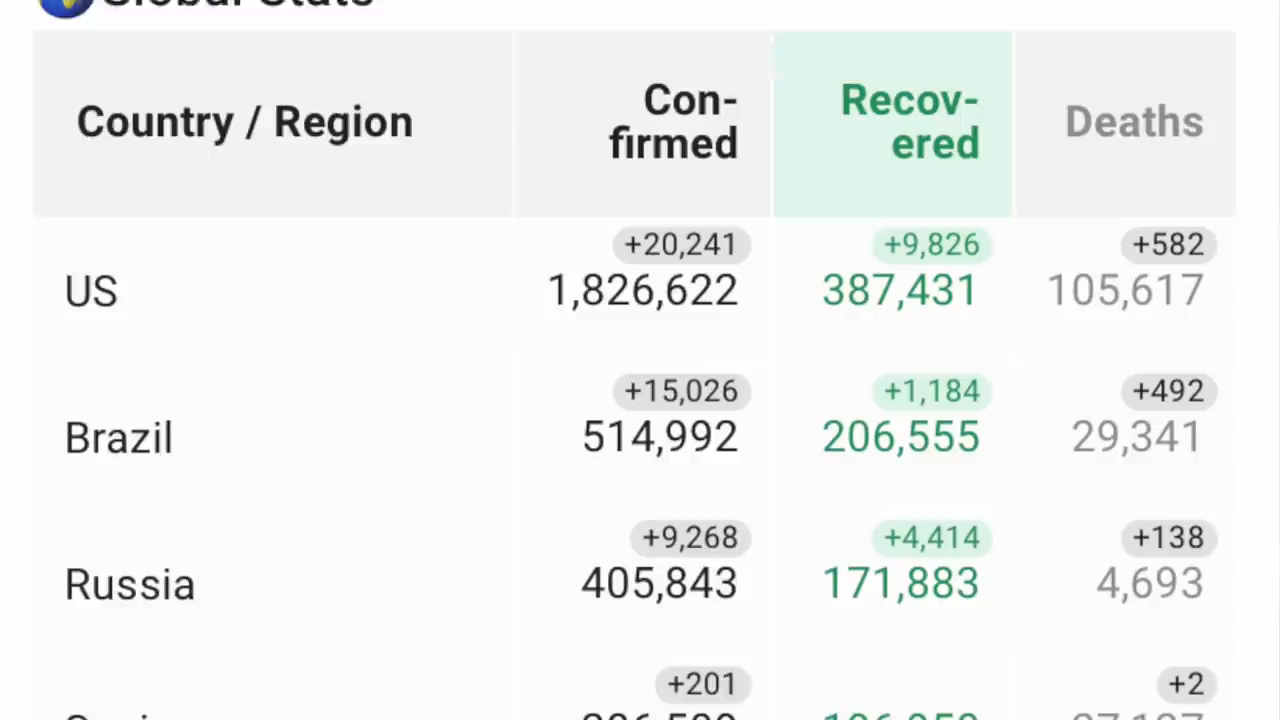 Global Stats
Country / Region
Con-
firmed
Recov-
ered
Deaths
+20,241 +9,826 +582
US 1,826,622 387,431 105,617
+15,026 +1,184 +492
Brazil 514,992 206,555 29,341
+9,268 +4,414 +138
Russia 405,843 171,883 4,693
+201 +2